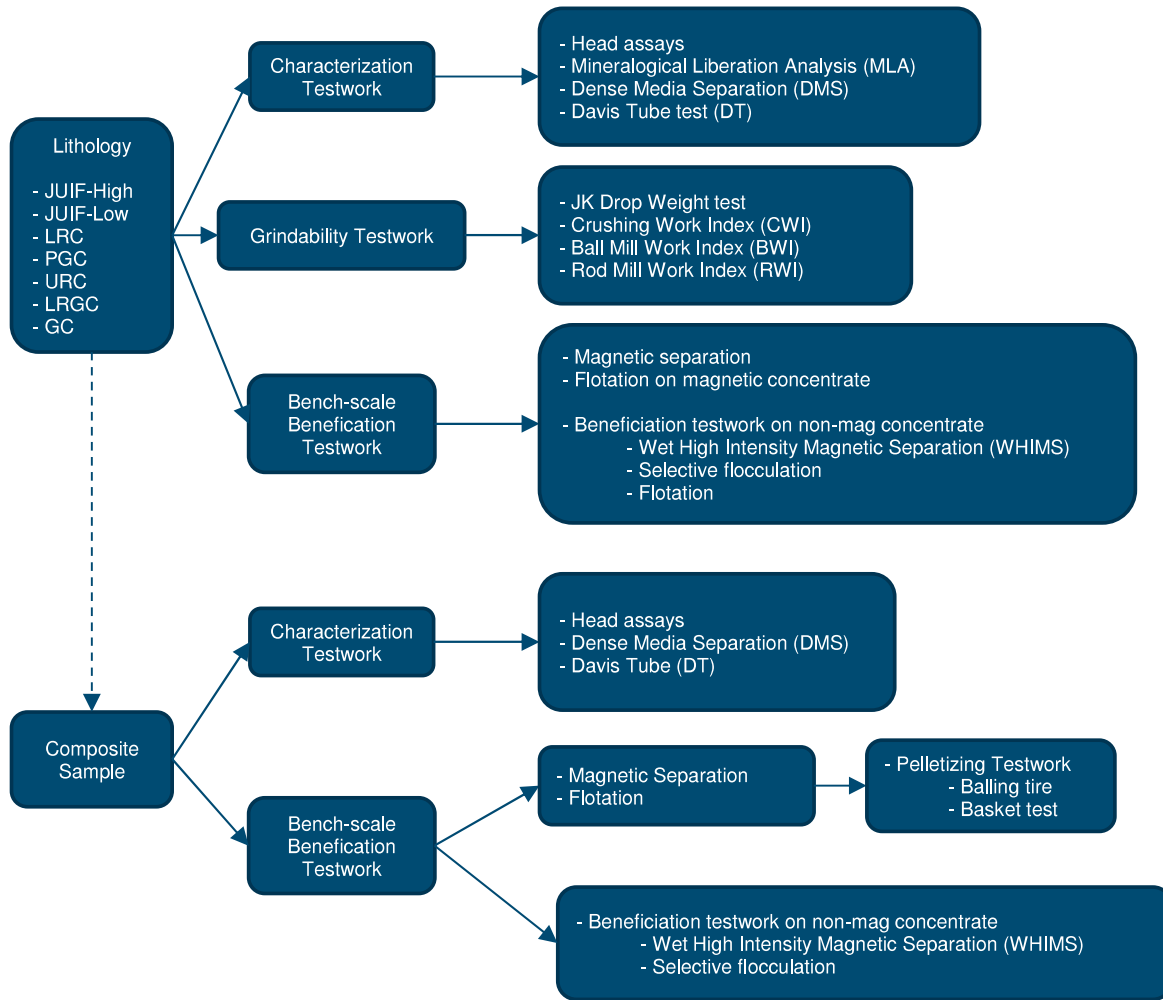 Lithology
- JUIF-High
- JUIF-Low
- LRC
- PGC
- URC
- LRGC
- GC
Characterization
Testwork
- Head assays
- Mineralogical Liberation Analysis (MLA)
- Dense Media Separation (DMS)
- Davis Tube test (DT)
Grindability Testwork
- JK Drop Weight test
- Crushing Work Index (CWI)
- Ball Mill Work Index (BWI)
- Rod Mill Work Index (RWI)
Bench-scale
Benefication
Testwork
- Magnetic separation
- Flotation on magnetic concentrate
- Beneficiation testwork on non-mag concentrate
- Wet High Intensity Magnetic Separation (WHIMS)
- Selective flocculation
- Flotation
Composite
Sample
Characterization
Testwork
- Head assays
- Dense Media Separation (DMS)
- Davis Tube (DT)
Bench-scale
Benefication
Testwork
- Magnetic Separation
- Flotation
- Pelletizing Testwork
- Balling tire
- Basket test
- Beneficiation testwork on non-mag concentrate
- Wet High Intensity Magnetic Separation (WHIMS)
- Selective flocculation